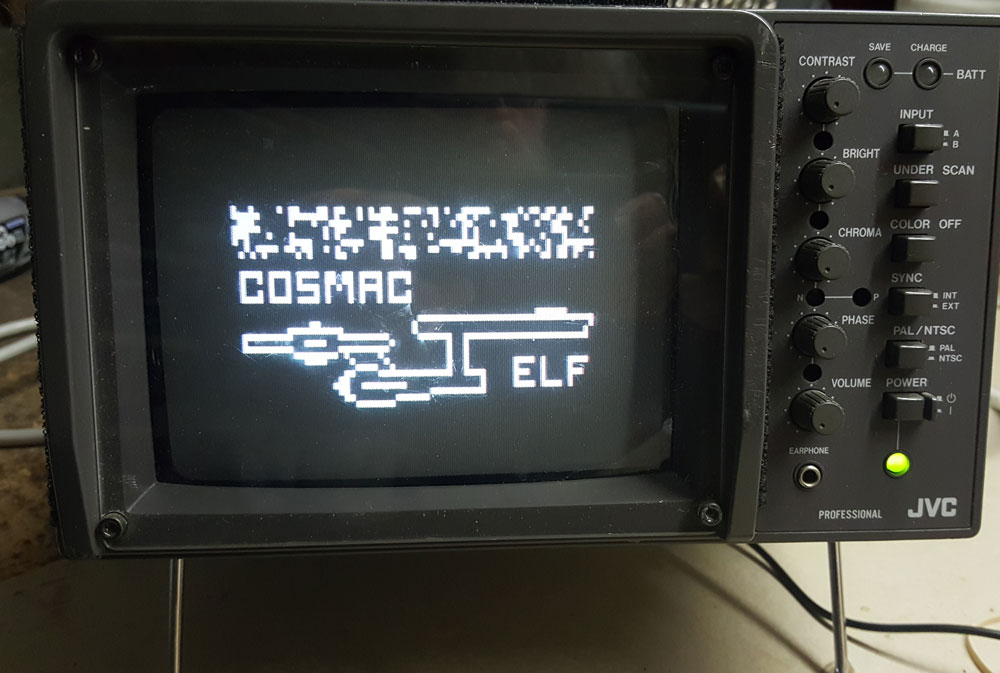 COSMAC
ELF
SAVE CHARGE
CONTRAST
BATT
INPUT
A
B
BRIGHT
UNDER SCAN
CHROMA
COLOR OFF
SYNC
N P
INT
EXT
PHASE
PAL/NTSC
PAL
NTSC
VOLUME
POWER
EARPHONE
PROFESSIONAL
JVC